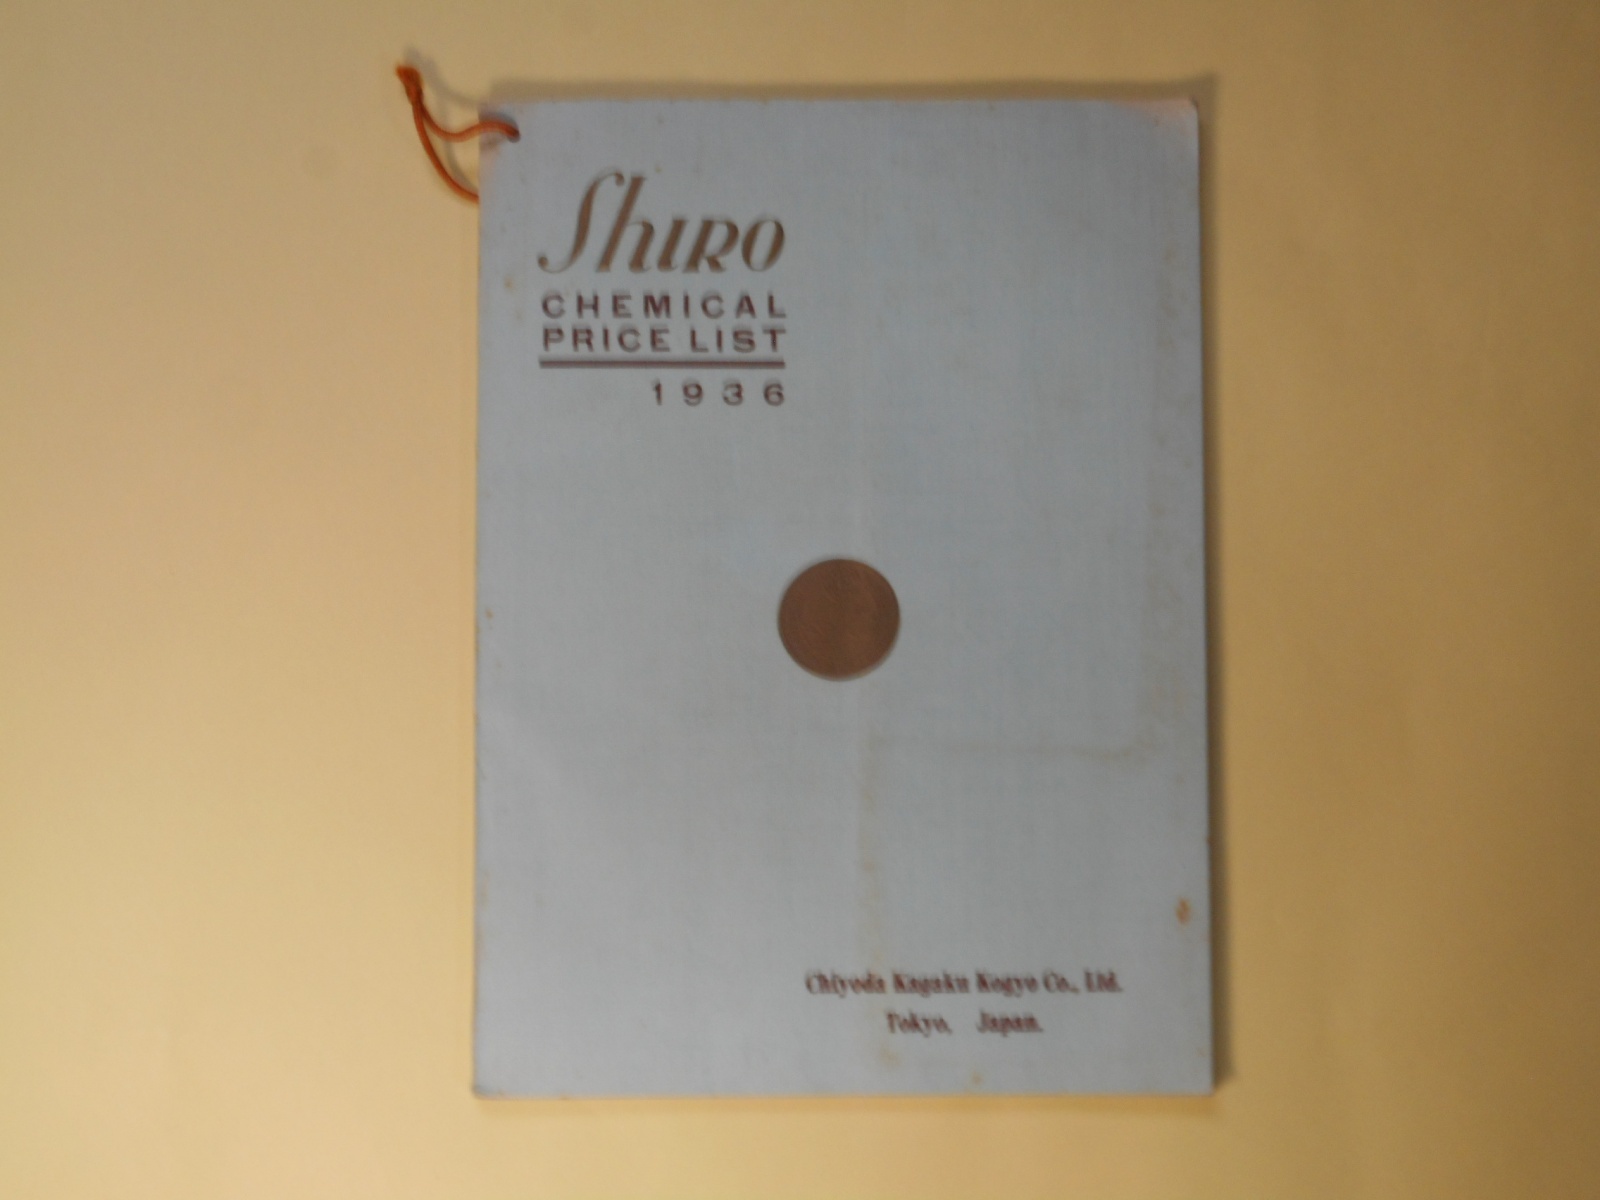 Shiro
CHEMICAL
PRICE LIST
1936
Chiyoda Kagaku Kogyo Co., Ltd.
Tokyo, Japan.